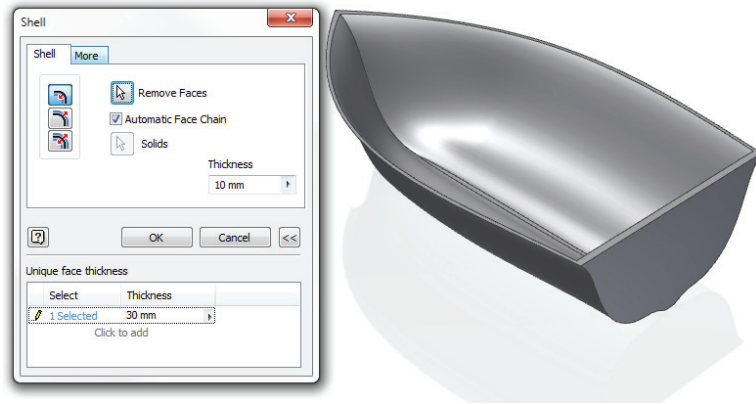 Shell
Shell More
Remove Faces
Automatic Face Chain
Solids
Thickness
10 mm
OK Cancel <<
Unique face thickness
Select Thickness
1 Selected 30 mm
Click to add